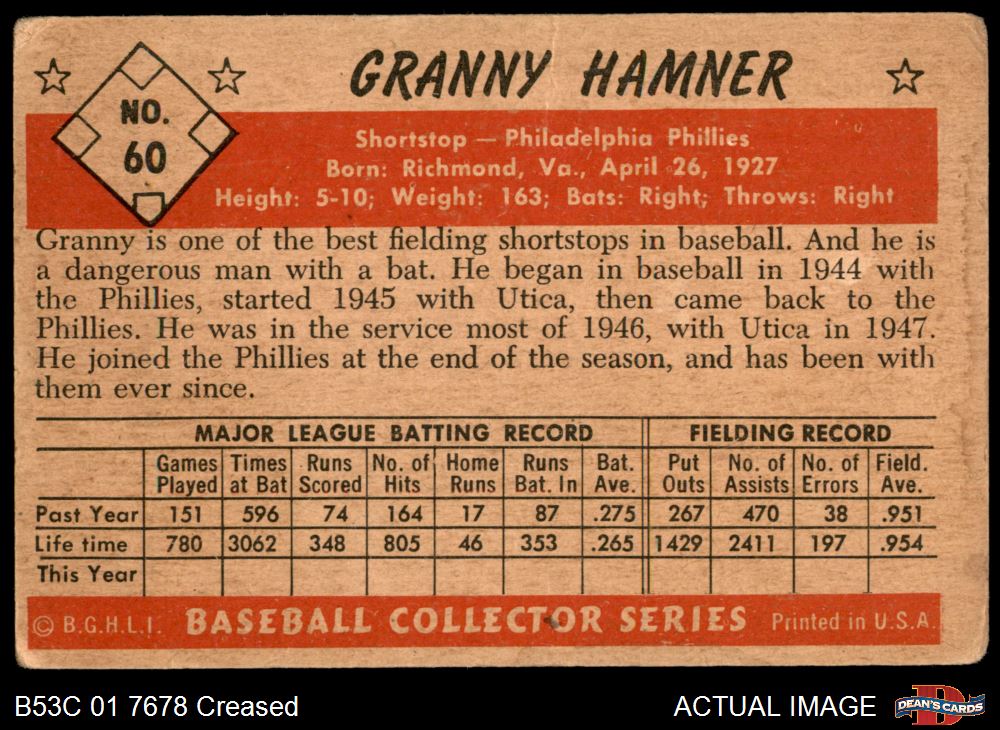 GRANNY HAMNER
NO.
60
Shortstop — Philadelphia Phillies
Born: Richmond, Va., April 26, 1927
Height: 5-10; Weight: 163; Bats: Right; Throws: Right
Granny is one of the best fielding shortstops in baseball. And he is
a dangerous man with a bat. He began in baseball in 1944 with
the Phillies, started 1945 with Utica, then came back to the
Phillies. He was in the service most of 1946, with Utica in 1947.
He joined the Phillies at the end of the season, and has been with
them ever since.
MAJOR LEAGUE BATTING RECORD FIELDING RECORD
Games Times Runs No. of Home Runs Bat. Put No. of No. of Field.
Played at Bat Scored Hits Runs Bat. In Ave. Outs Assists Errors Ave.
Past Year 151 596 74 164 17 87 .275 267 470 38 .951
Life time 780 3062 348 805 46 353 .265 1429 2411 197 .954
This Year
© B.G.H.L.I. BASEBALL COLLECTOR SERIES Printed in U.S.A.
B53C 01 7678 Creased ACTUAL IMAGE DEAN'S CARDS